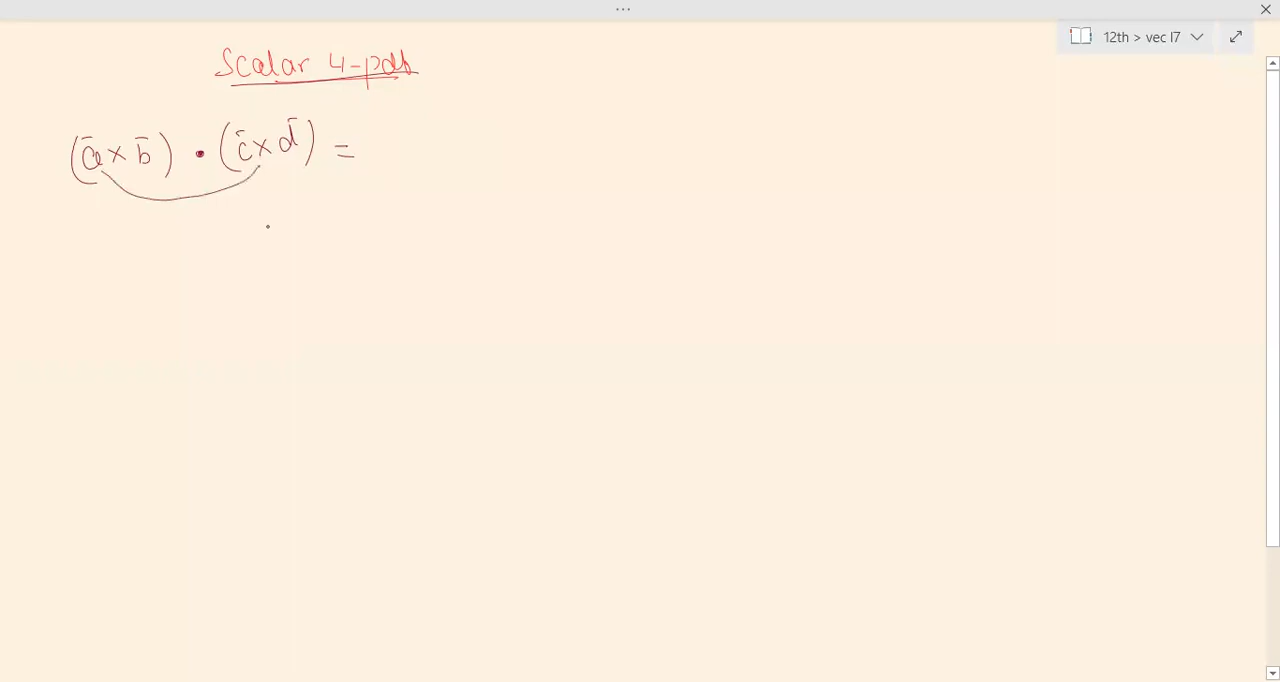 12th > vec l7
Scalar 4-pdt
(a̅ × b̅) • (c̅ × d̅) =